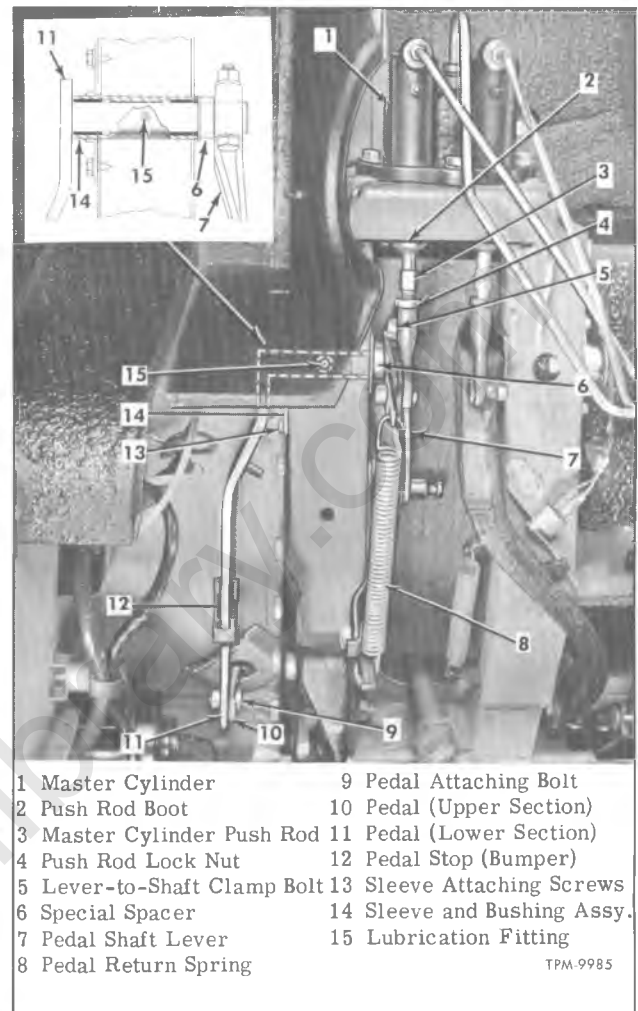 11
14
15
6
7
1
2
3
4
5
15
6
14
13
7
12
8
11
10
9
1 Master Cylinder
2 Push Rod Boot
3 Master Cylinder Push Rod
4 Push Rod Lock Nut
5 Lever-to-Shaft Clamp Bolt
6 Special Spacer
7 Pedal Shaft Lever
8 Pedal Return Spring
9 Pedal Attaching Bolt
10 Pedal (Upper Section)
11 Pedal (Lower Section)
12 Pedal Stop (Bumper)
13 Sleeve Attaching Screws
14 Sleeve and Bushing Assy.
15 Lubrication Fitting
TPM-9985